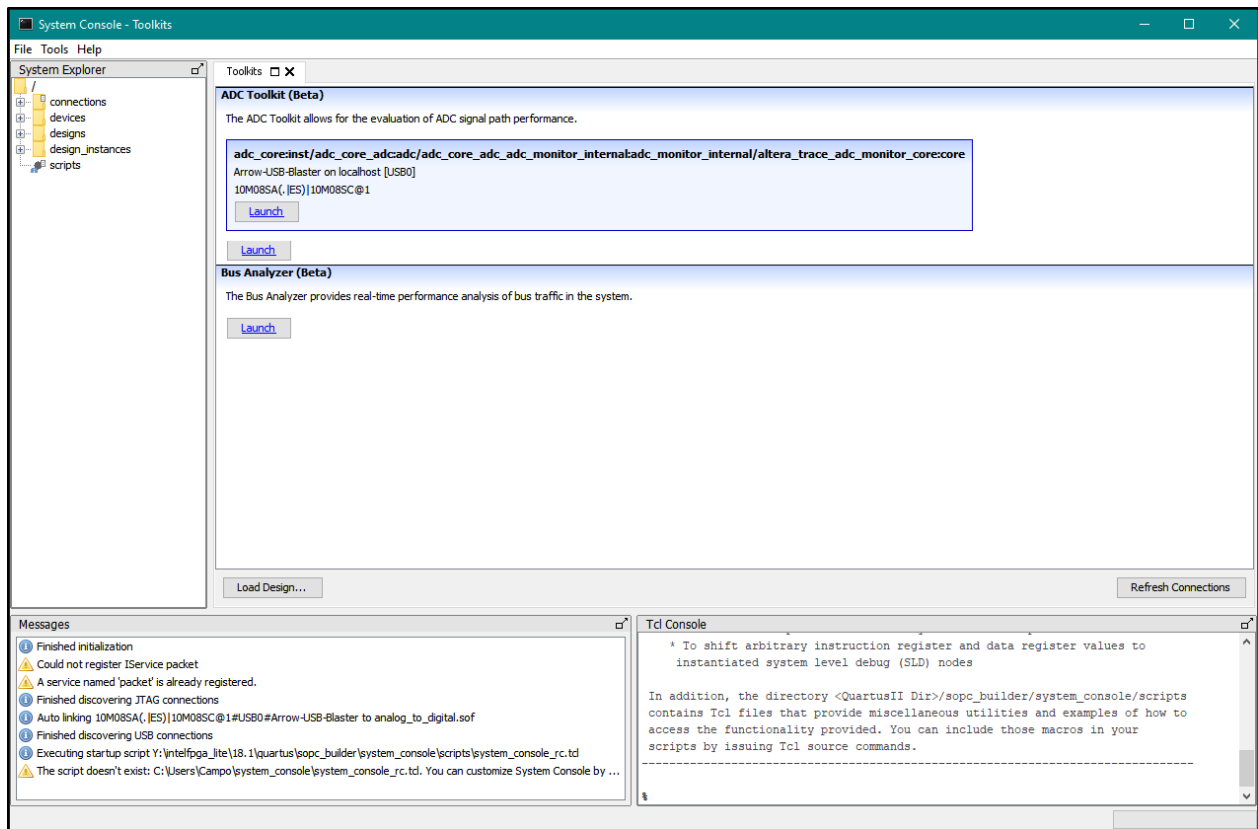 System Console - Toolkits
File Tools Help
System Explorer
/
connections
devices
designs
design_instances
scripts
Toolkits
ADC Toolkit (Beta)
The ADC Toolkit allows for the evaluation of ADC signal path performance.
adc_core:inst/adc_core_adc:adc/adc_core_adc_adc_monitor_internal:adc_monitor_internal/altera_trace_adc_monitor_core:core
Arrow-USB-Blaster on localhost [USB0]
10M08SA(.|ES)|10M08SC@1
Launch
Launch
Bus Analyzer (Beta)
The Bus Analyzer provides real-time performance analysis of bus traffic in the system.
Launch
Load Design...
Refresh Connections
Messages
Finished initialization
Could not register IService packet
A service named 'packet' is already registered.
Finished discovering JTAG connections
Auto linking 10M08SA(.|ES)|10M08SC@1#USB0#Arrow-USB-Blaster to analog_to_digital.sof
Finished discovering USB connections
Executing startup script Y:\intelfpga_lite\18.1\quartus\sopc_builder\system_console\scripts\system_console_rc.tcl
The script doesn't exist: C:\Users\Campo\system_console\system_console_rc.tcl. You can customize System Console by ...
Tcl Console
* To shift arbitrary instruction register and data register values to
instantiated system level debug (SLD) nodes
In addition, the directory <QuartusII Dir>/sopc_builder/system_console/scripts
contains Tcl files that provide miscellaneous utilities and examples of how to
access the functionality provided. You can include those macros in your
scripts by issuing Tcl source commands.
--------------------------------------------------------------------------------
%